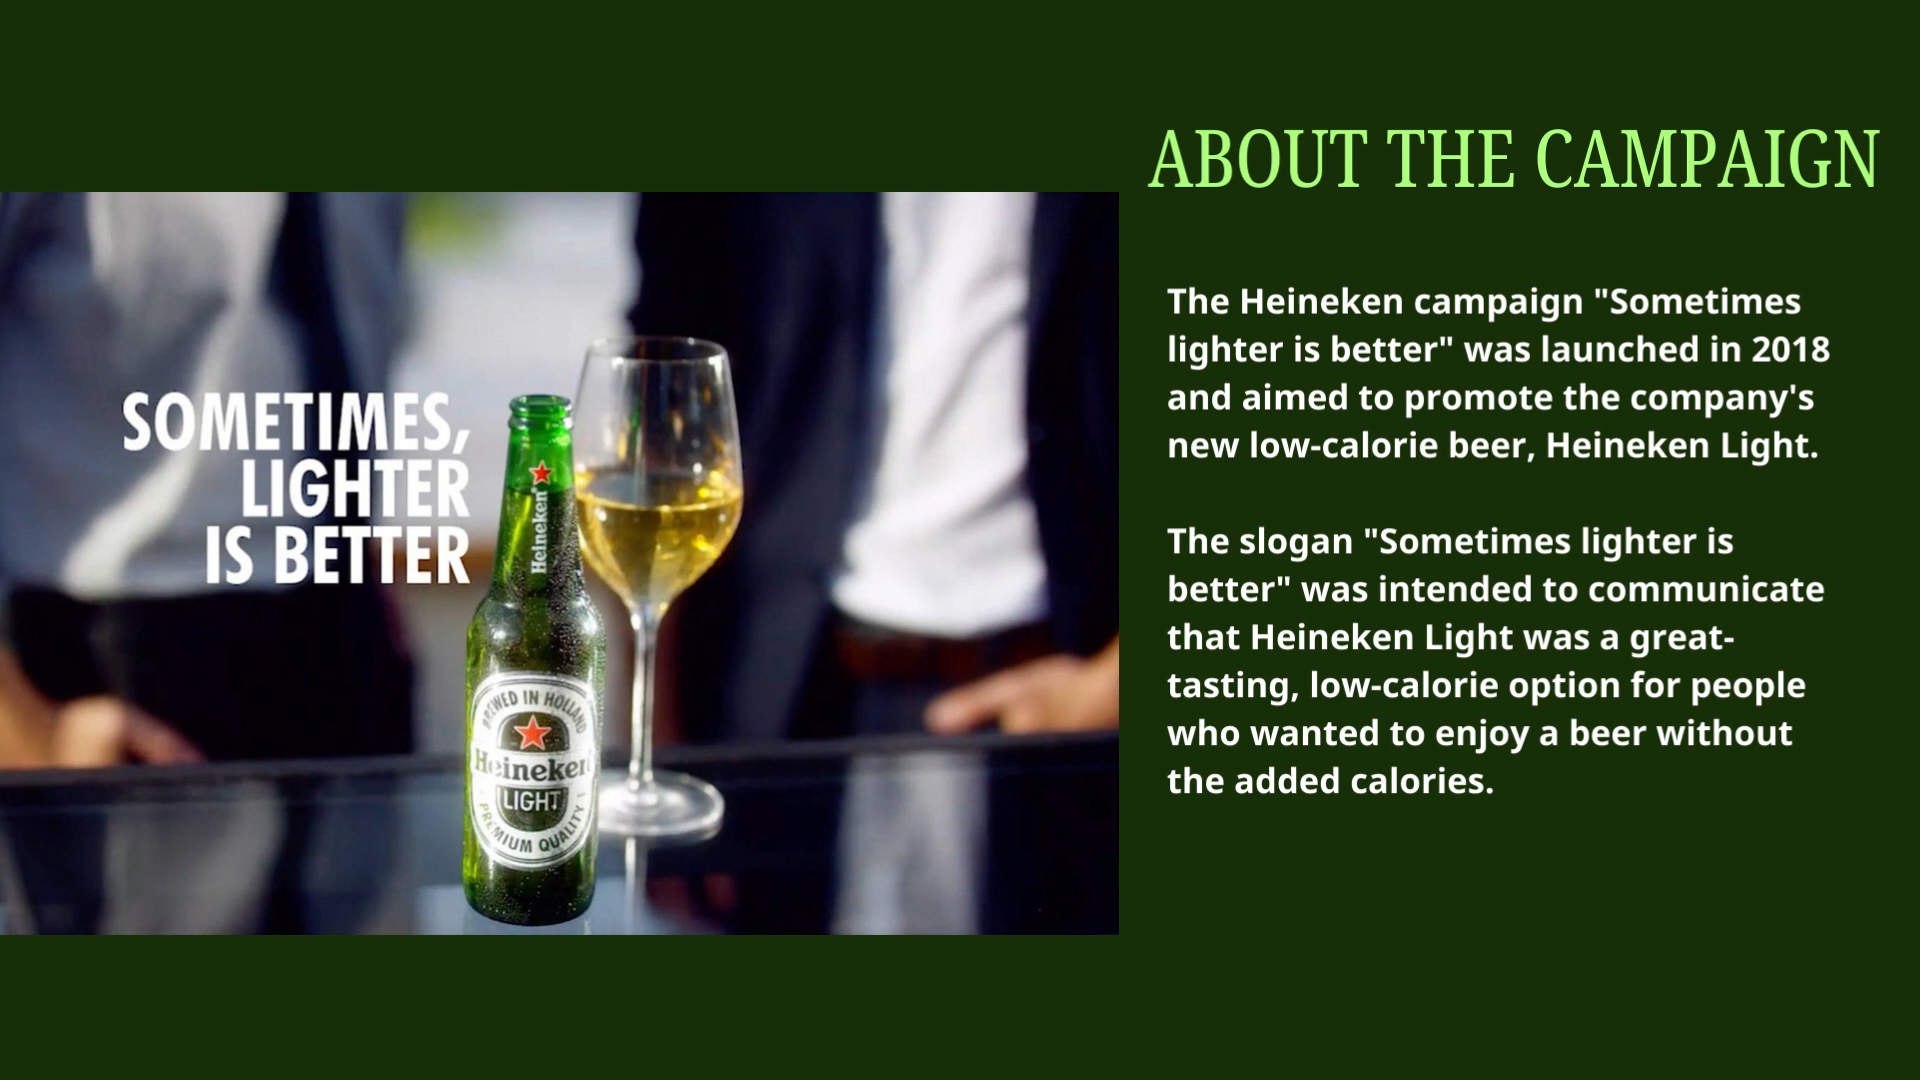 ABOUT THE CAMPAIGN
SOMETIMES,
LIGHTER
IS BETTER
Heineken
BREWED IN HOLLAND
Heineken
LIGHT
PREMIUM QUALITY
The Heineken campaign "Sometimes
lighter is better" was launched in 2018
and aimed to promote the company's
new low-calorie beer, Heineken Light.
The slogan "Sometimes lighter is
better" was intended to communicate
that Heineken Light was a great-
tasting, low-calorie option for people
who wanted to enjoy a beer without
the added calories.